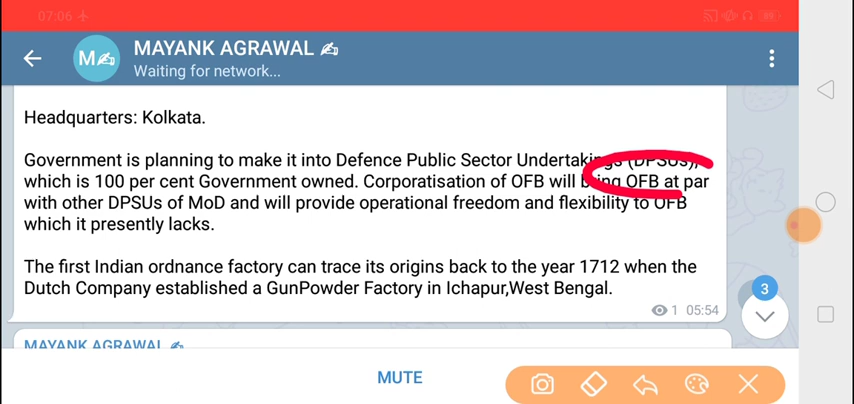 07:06
MAYANK AGRAWAL ✍
Waiting for network...
Headquarters: Kolkata.
Government is planning to make it into Defence Public Sector Undertakings (DPSUs),
which is 100 per cent Government owned. Corporatisation of OFB will bring OFB at par
with other DPSUs of MoD and will provide operational freedom and flexibility to OFB
which it presently lacks.
The first Indian ordnance factory can trace its origins back to the year 1712 when the
Dutch Company established a GunPowder Factory in Ichapur,West Bengal.
1 05:54
3
MAYANK AGRAWAL ✍
MUTE